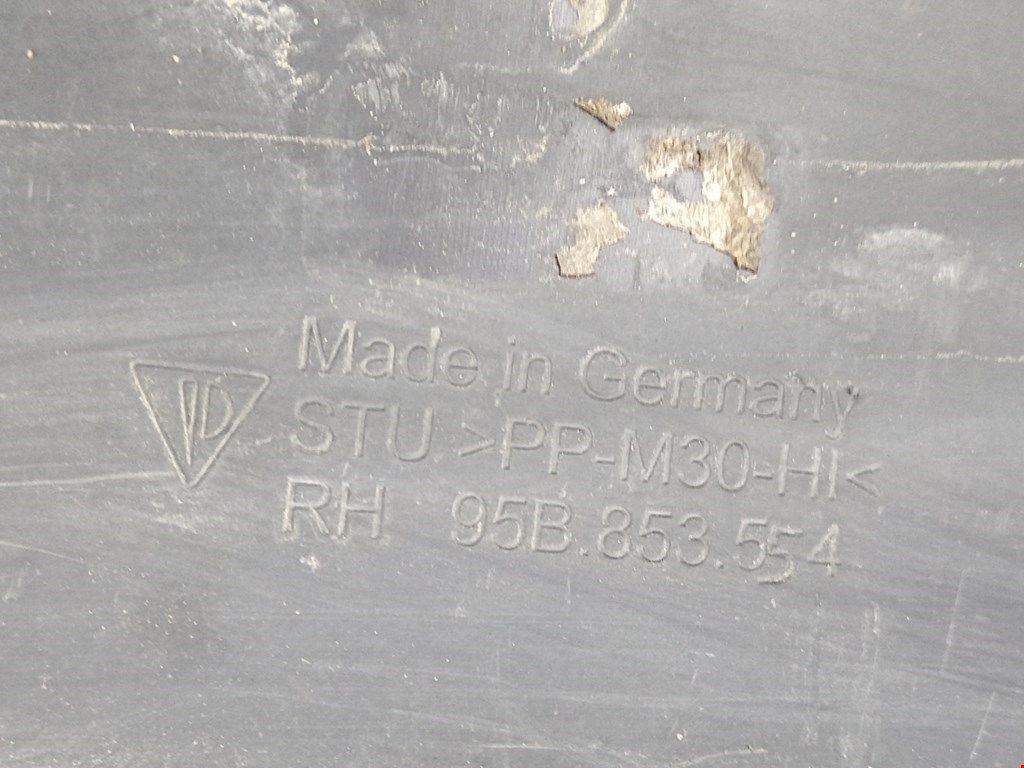 Made in Germany
STU. >PP-M30-HI<
RH 95B.853.554